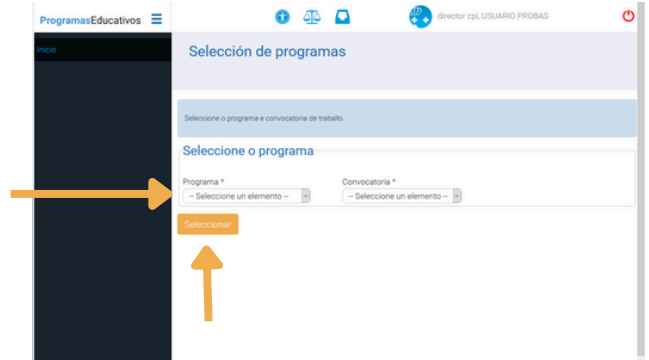 ProgramasEducativos
director cpi, USUARIO PROBAS
Inicio
Selección de programas
Seleccione o programa e convocatoria de traballo.
Seleccione o programa
Programa * Convocatoria *
-- Seleccione un elemento -- -- Seleccione un elemento --
Seleccionar